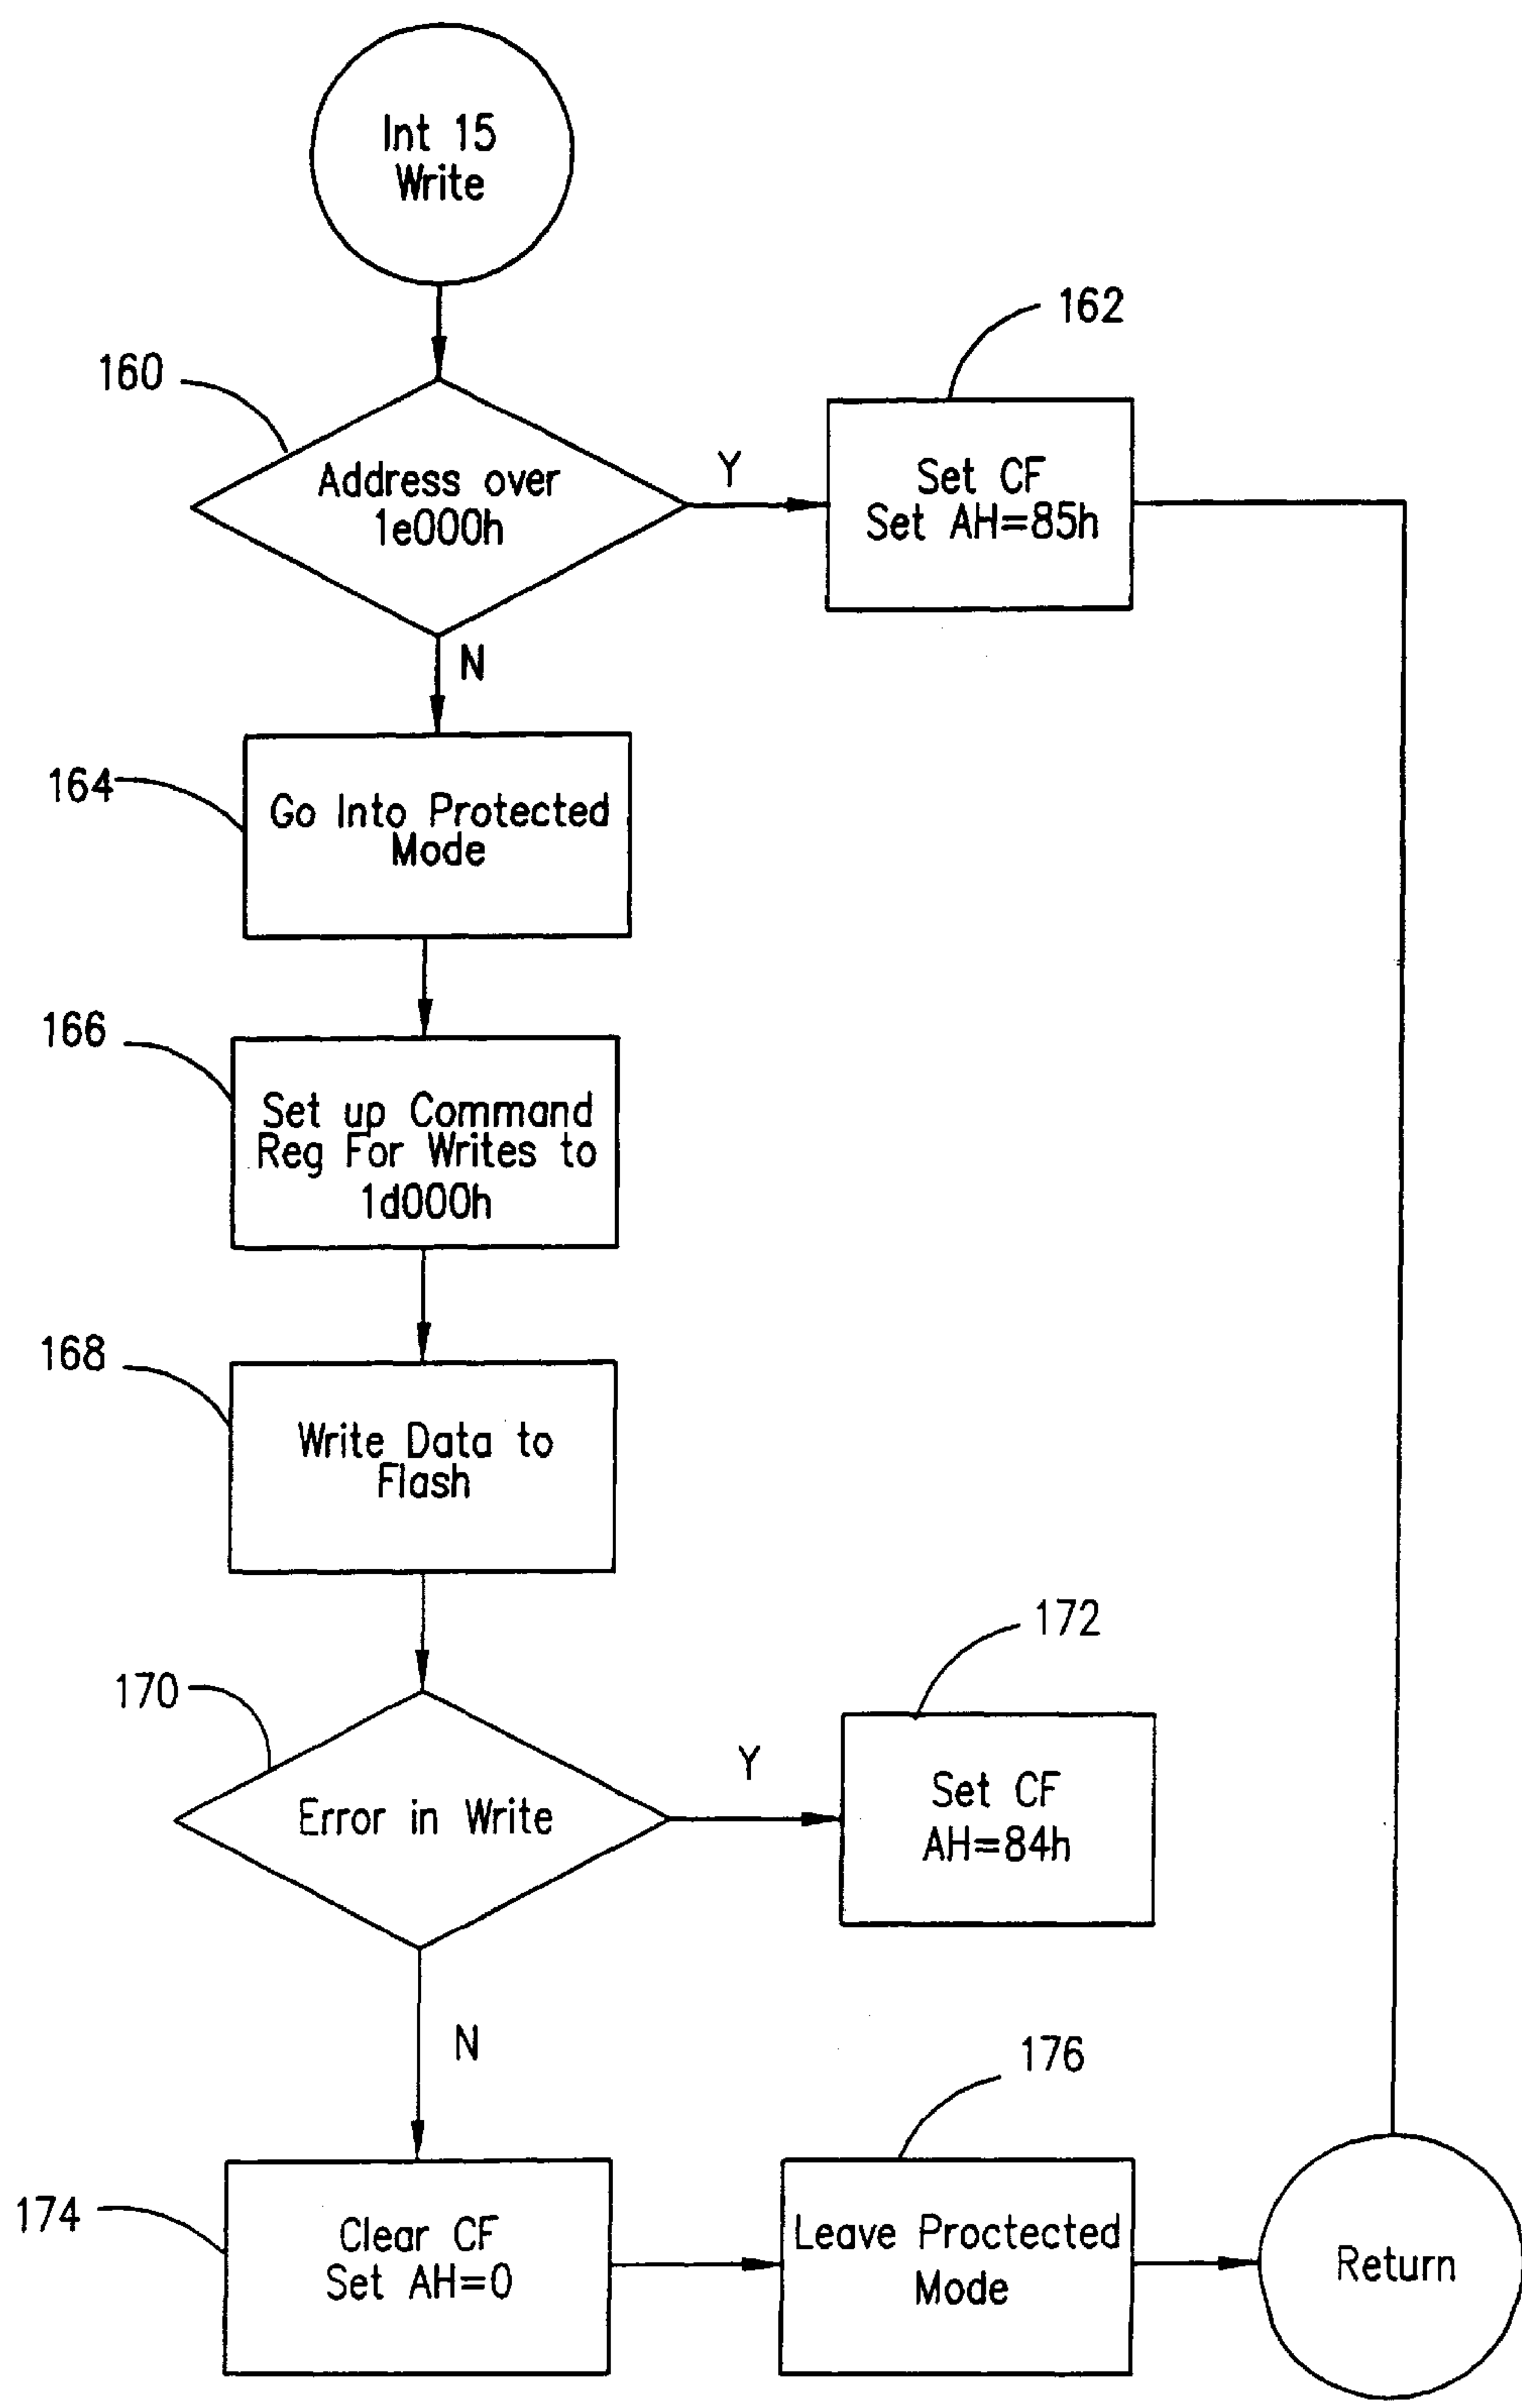 Int 15
Write
162
160
Address over
1e000h
Y
Set CF
Set AH=85h
N
164
Go Into Protected
Mode
166
Set up Command
Reg For Writes to
1d000h
168
Write Data to
Flash
172
170
Error in Write
Y
Set CF
AH=84h
N
176
174
Clear CF
Set AH=0
Leave Proctected
Mode
Return